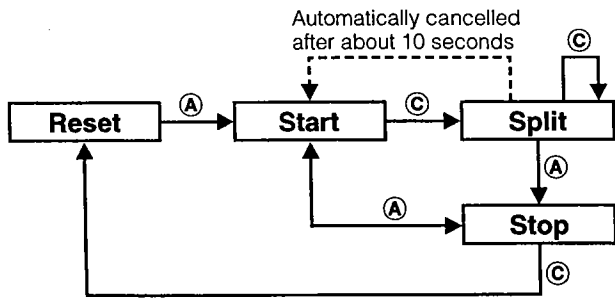 Automatically cancelled
after about 10 seconds
Ⓒ
Reset
Ⓐ
Start
Ⓒ
Split
Ⓐ
Ⓐ
Stop
Ⓒ